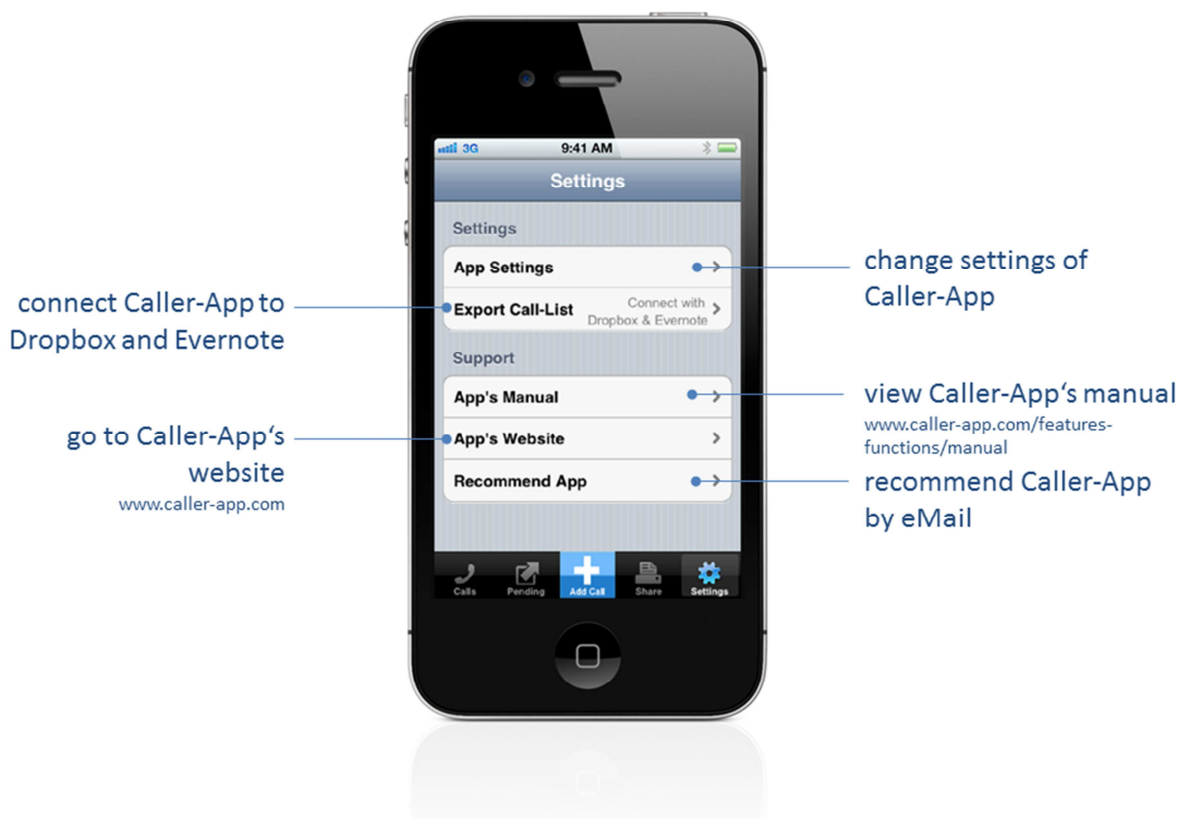 3G 9:41 AM
Settings
Settings
App Settings
Export Call-List Connect with
Dropbox & Evernote
Support
App's Manual
App's Website
Recommend App
Calls Pending Add Call Share Settings
connect Caller-App to
Dropbox and Evernote
go to Caller-App‘s
website
www.caller-app.com
change settings of
Caller-App
view Caller-App‘s manual
www.caller-app.com/features-
functions/manual
recommend Caller-App
by eMail